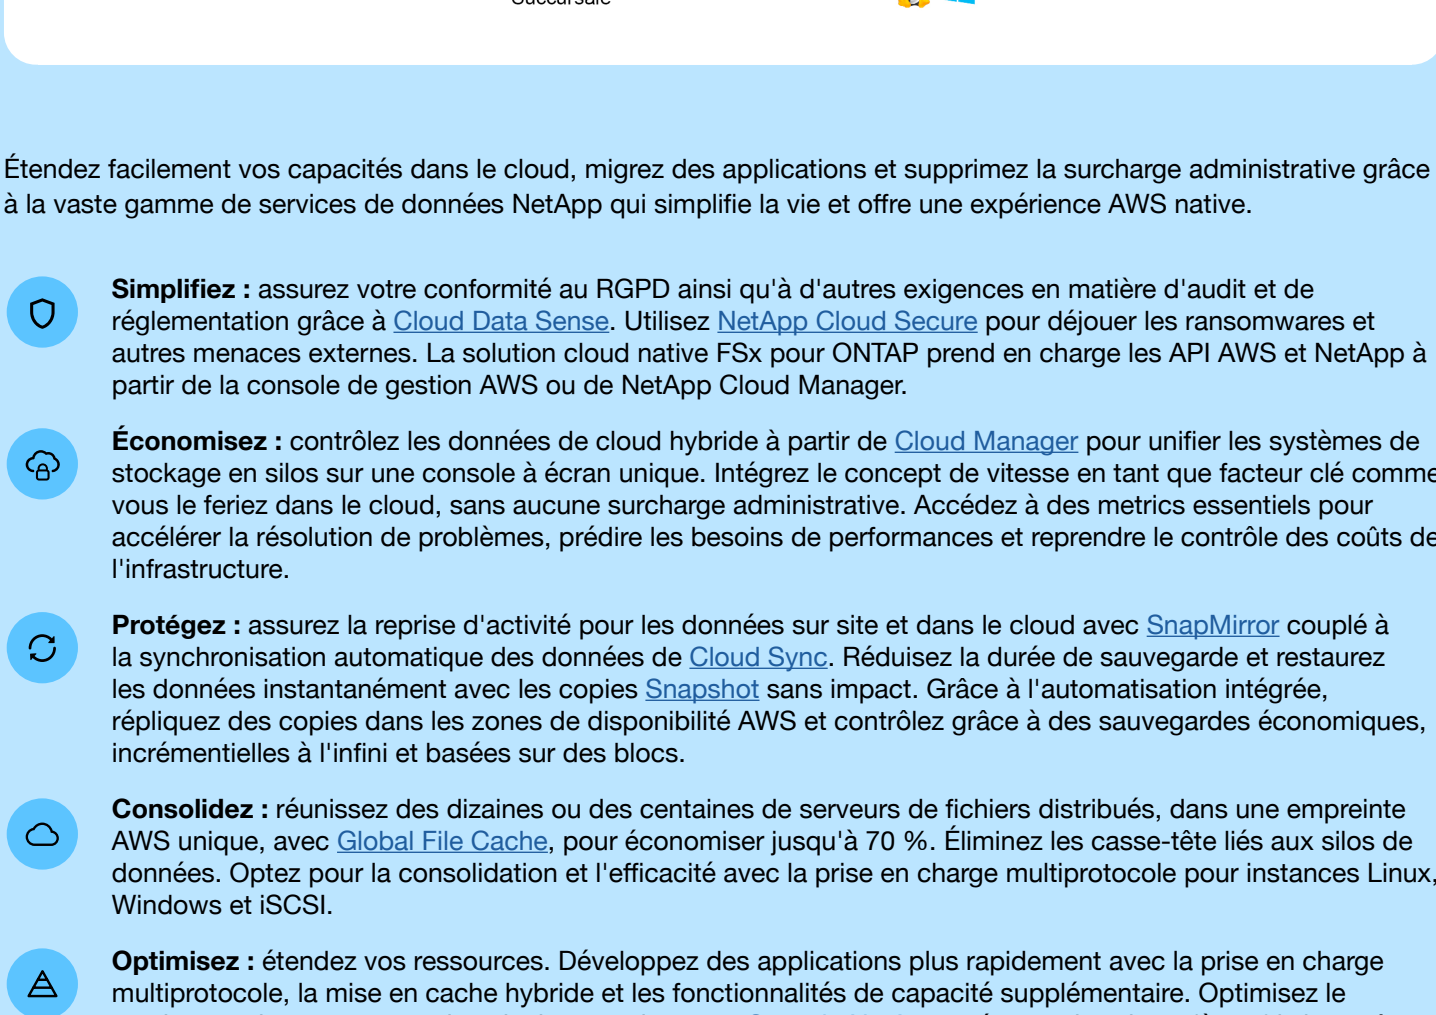 Succursale
Étendez facilement vos capacités dans le cloud, migrez des applications et supprimez la surcharge administrative grâce
à la vaste gamme de services de données NetApp qui simplifie la vie et offre une expérience AWS native.
Simplifiez : assurez votre conformité au RGPD ainsi qu'à d'autres exigences en matière d'audit et de
réglementation grâce à Cloud Data Sense. Utilisez NetApp Cloud Secure pour déjouer les ransomwares et
autres menaces externes. La solution cloud native FSx pour ONTAP prend en charge les API AWS et NetApp à
partir de la console de gestion AWS ou de NetApp Cloud Manager.
Économisez : contrôlez les données de cloud hybride à partir de Cloud Manager pour unifier les systèmes de
stockage en silos sur une console à écran unique. Intégrez le concept de vitesse en tant que facteur clé comme
vous le feriez dans le cloud, sans aucune surcharge administrative. Accédez à des metrics essentiels pour
accélérer la résolution de problèmes, prédire les besoins de performances et reprendre le contrôle des coûts de
l'infrastructure.
Protégez : assurez la reprise d'activité pour les données sur site et dans le cloud avec SnapMirror couplé à
la synchronisation automatique des données de Cloud Sync. Réduisez la durée de sauvegarde et restaurez
les données instantanément avec les copies Snapshot sans impact. Grâce à l'automatisation intégrée,
répliquez des copies dans les zones de disponibilité AWS et contrôlez grâce à des sauvegardes économiques,
incrémentielles à l'infini et basées sur des blocs.
Consolidez : réunissez des dizaines ou des centaines de serveurs de fichiers distribués, dans une empreinte
AWS unique, avec Global File Cache, pour économiser jusqu'à 70 %. Éliminez les casse-tête liés aux silos de
données. Optez pour la consolidation et l'efficacité avec la prise en charge multiprotocole pour instances Linux,
Windows et iSCSI.
Optimisez : étendez vos ressources. Développez des applications plus rapidement avec la prise en charge
multiprotocole, la mise en cache hybride et les fonctionnalités de capacité supplémentaire. Optimisez le